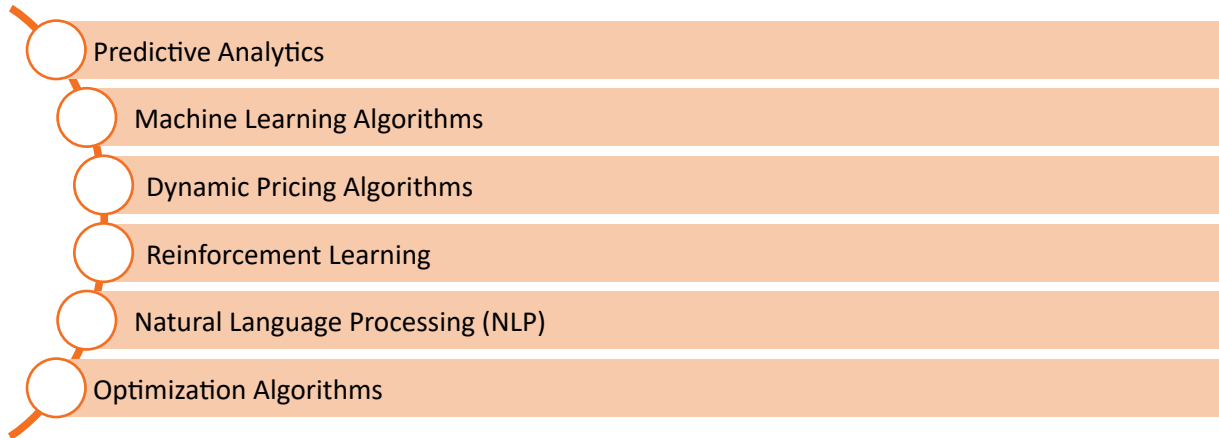 Predictive Analytics
Machine Learning Algorithms
Dynamic Pricing Algorithms
Reinforcement Learning
Natural Language Processing (NLP)
Optimization Algorithms